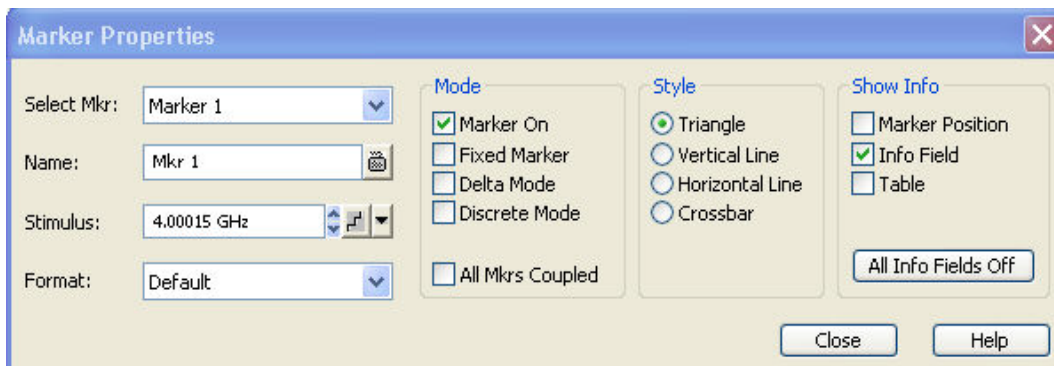 Marker Properties
Select Mkr: Marker 1
Name: Mkr 1
Stimulus: 4.00015 GHz
Format: Default
Mode
Marker On
Fixed Marker
Delta Mode
Discrete Mode
All Mkrs Coupled
Style
Triangle
Vertical Line
Horizontal Line
Crossbar
Show Info
Marker Position
Info Field
Table
All Info Fields Off
Close
Help